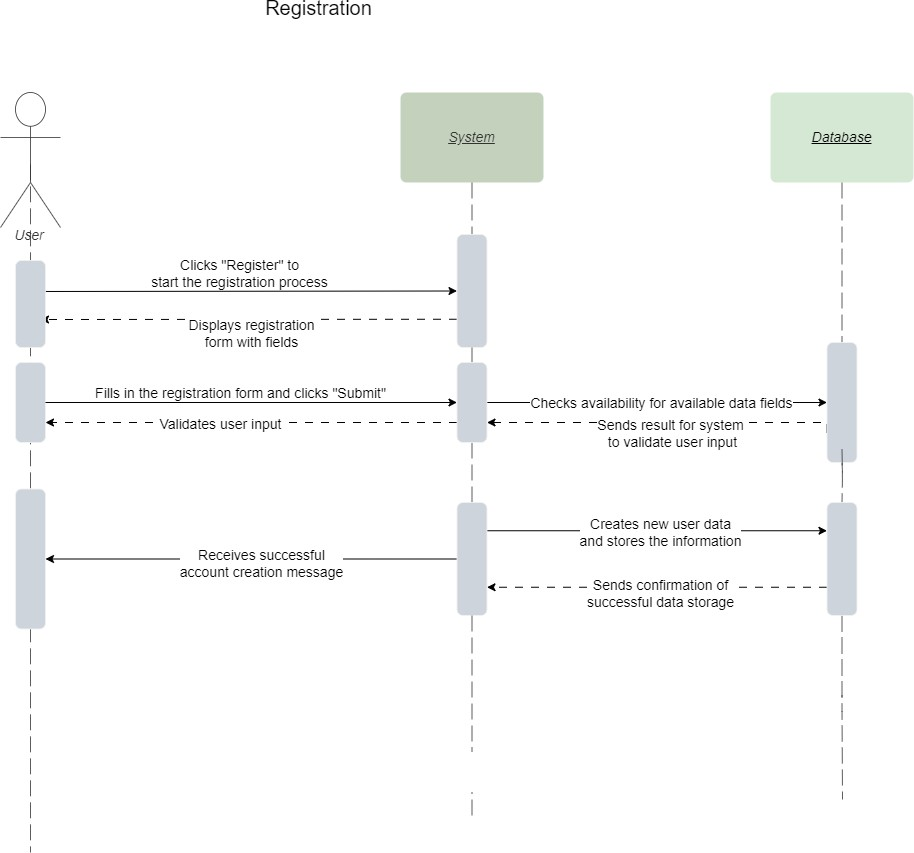 Registration
System
Database
User
Clicks "Register" to
start the registration process
Displays registration
form with fields
Fills in the registration form and clicks "Submit"
Checks availability for available data fields
Validates user input
Sends result for system
to validate user input
Creates new user data
and stores the information
Receives successful
account creation message
Sends confirmation of
successful data storage